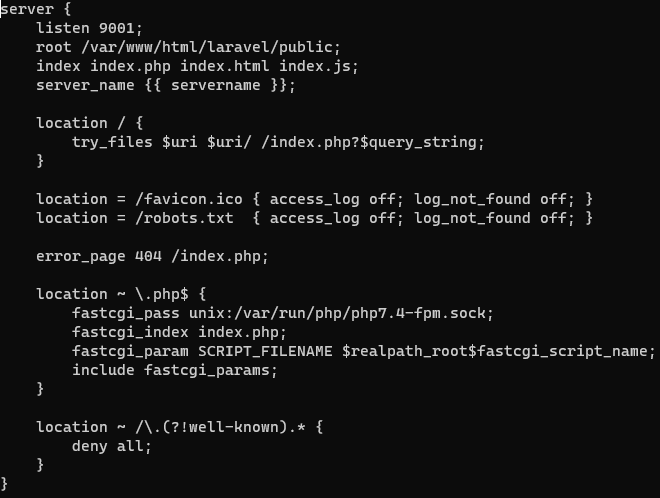 server {
    listen 9001;
    root /var/www/html/laravel/public;
    index index.php index.html index.js;
    server_name {{ servername }};

    location / {
        try_files $uri $uri/ /index.php?$query_string;
    }

    location = /favicon.ico { access_log off; log_not_found off; }
    location = /robots.txt  { access_log off; log_not_found off; }

    error_page 404 /index.php;

    location ~ \.php$ {
        fastcgi_pass unix:/var/run/php/php7.4-fpm.sock;
        fastcgi_index index.php;
        fastcgi_param SCRIPT_FILENAME $realpath_root$fastcgi_script_name;
        include fastcgi_params;
    }

    location ~ /\.(?!well-known).* {
        deny all;
    }
}